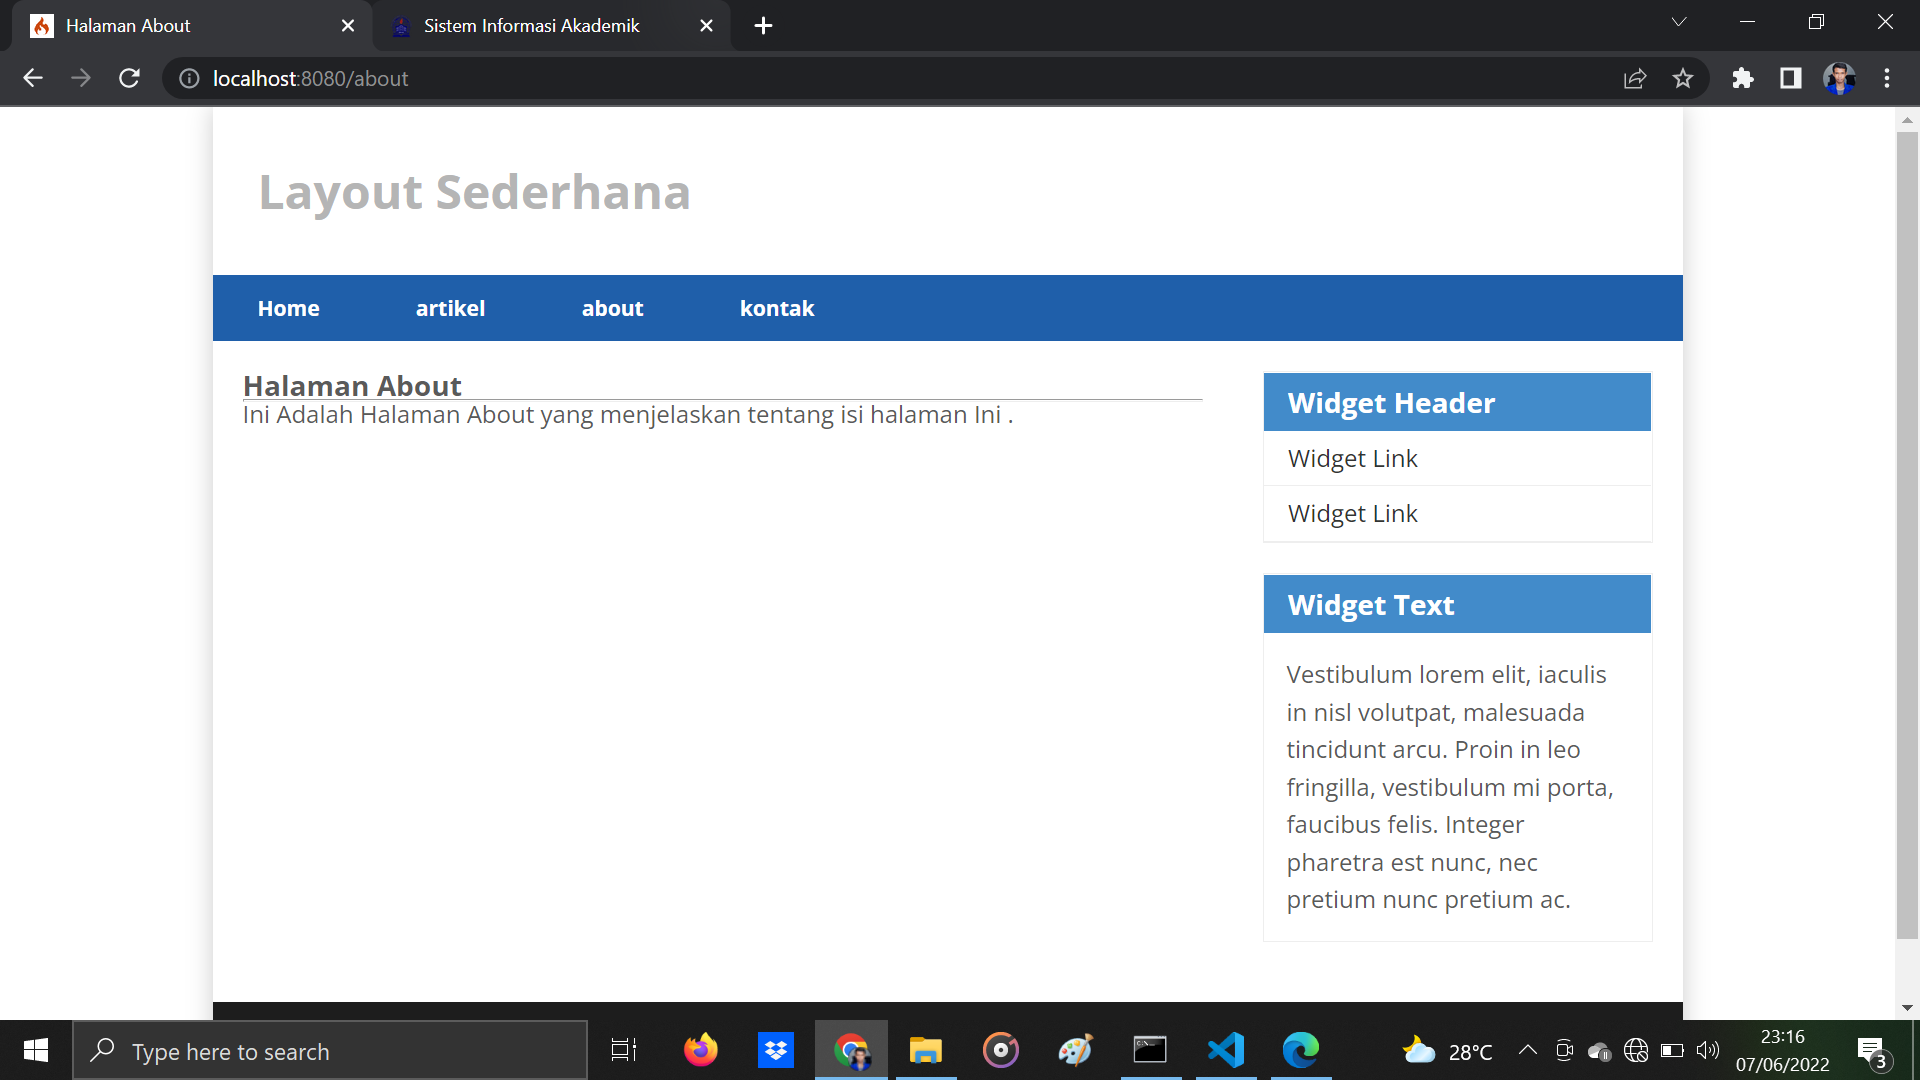 Halaman About
Sistem Informasi Akademik
localhost:8080/about
Layout Sederhana
Home artikel about kontak
Halaman About
Ini Adalah Halaman About yang menjelaskan tentang isi halaman Ini .
Widget Header
Widget Link
Widget Link
Widget Text
Vestibulum lorem elit, iaculis
in nisl volutpat, malesuada
tincidunt arcu. Proin in leo
fringilla, vestibulum mi porta,
faucibus felis. Integer
pharetra est nunc, nec
pretium nunc pretium ac.
Type here to search
28°C
23:16
07/06/2022
3